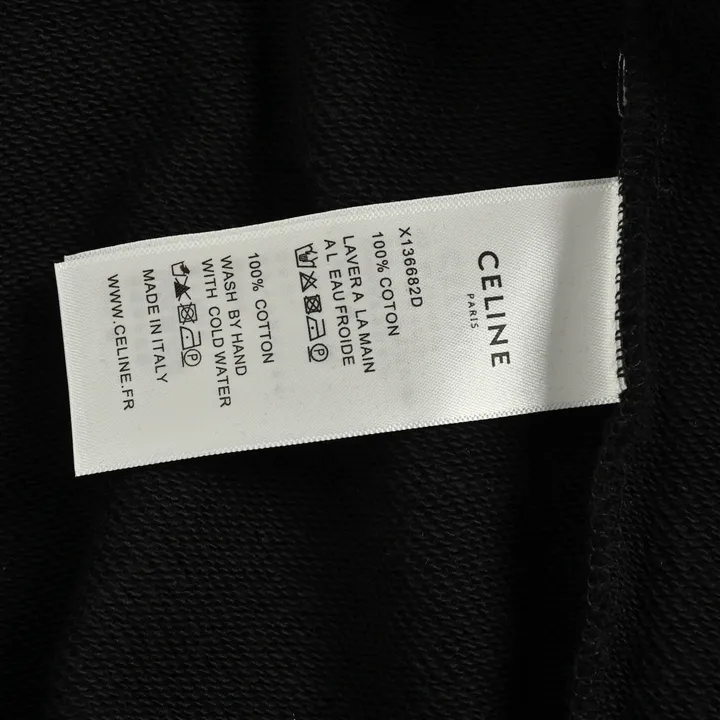 CELINE
PARIS
X136682D
100% COTON
LAVER A LA MAIN
A L EAU FROIDE
100% COTTON
WASH BY HAND
WITH COLD WATER
MADE IN ITALY
WWW.CELINE.FR